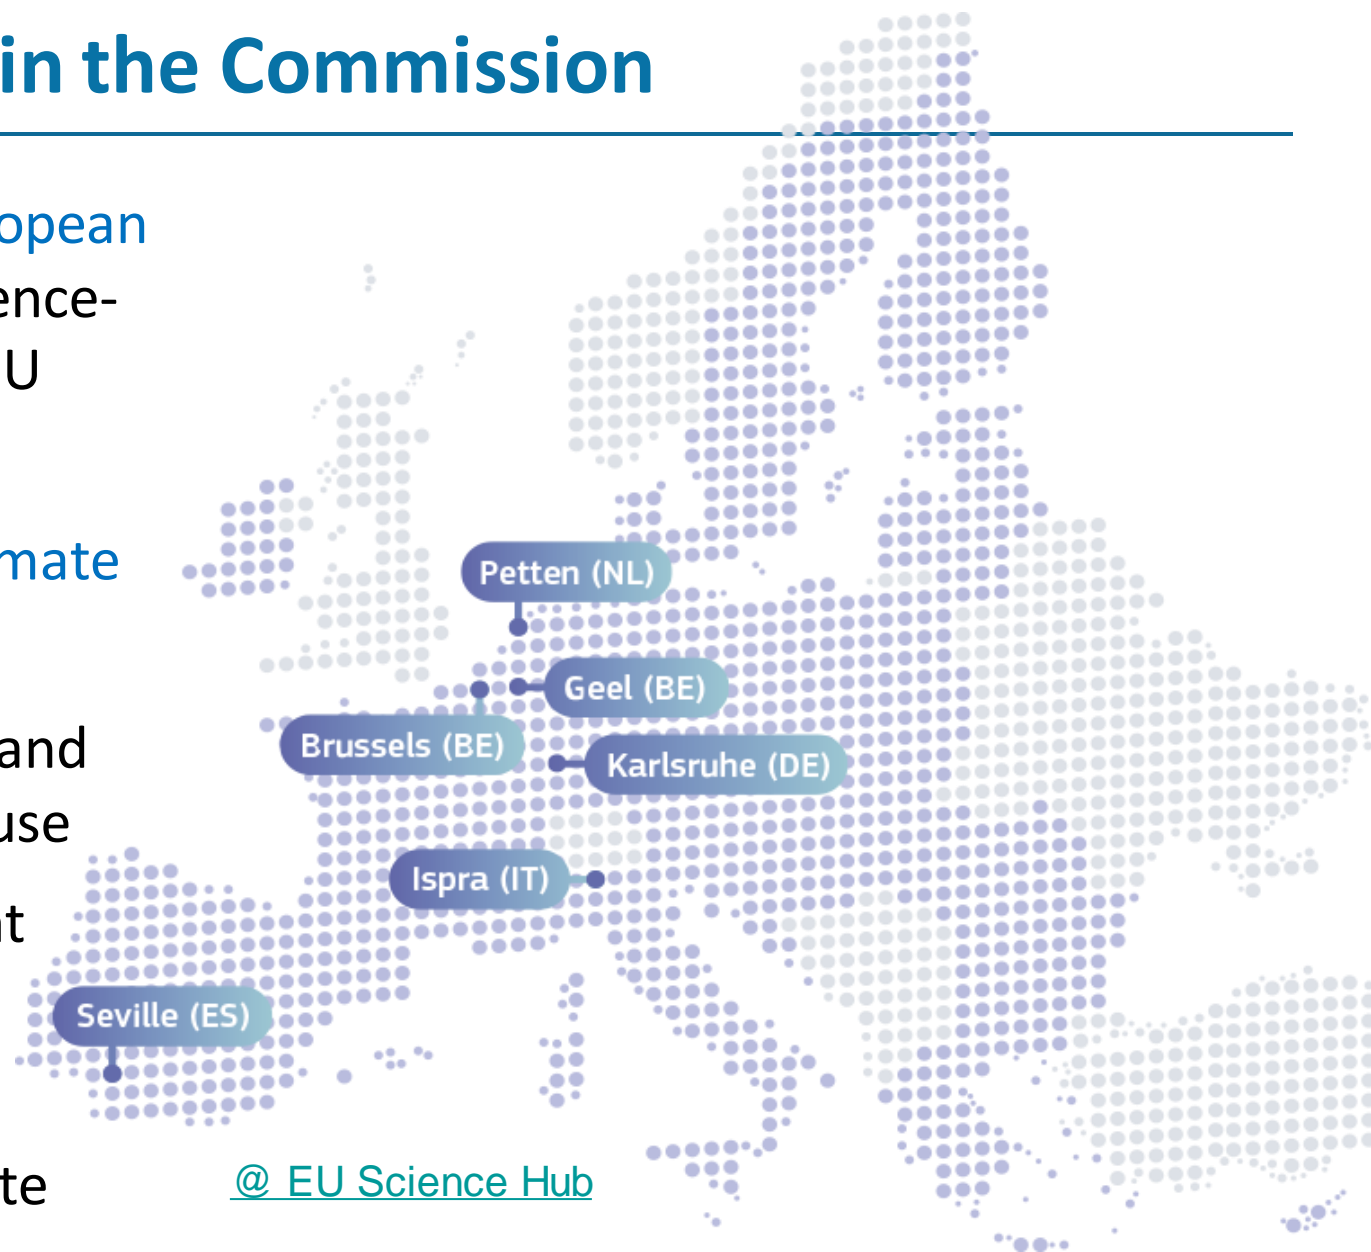 in the Commission
opean
ence-
U
mate
and
use
t
te
Petten (NL)
Geel (BE)
Brussels (BE)
Karlsruhe (DE)
Ispra (IT)
Seville (ES)
@ EU Science Hub